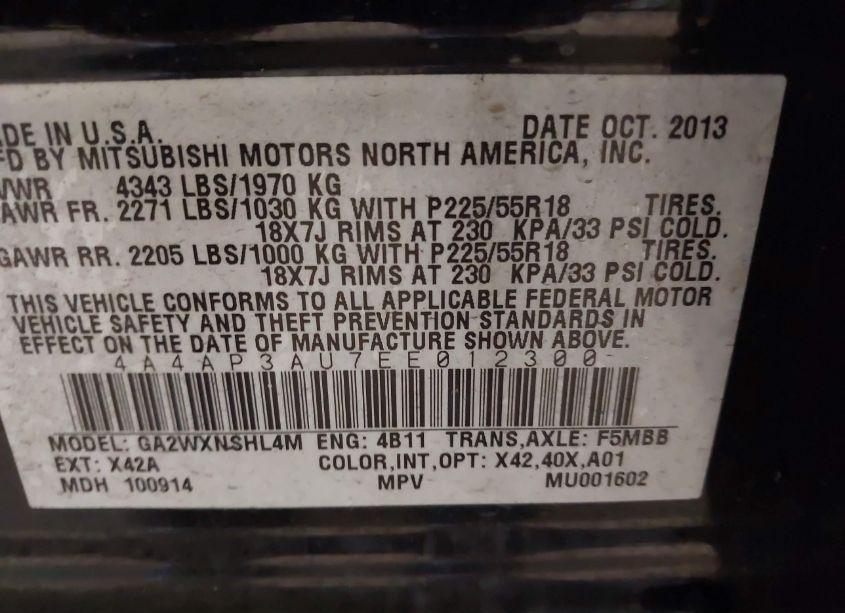 ADE IN U.S.A. DATE OCT. 2013
FD BY MITSUBISHI MOTORS NORTH AMERICA, INC.
VWR 4343 LBS/1970 KG
AWR FR. 2271 LBS/1030 KG WITH P225/55R18 TIRES.
18X7J RIMS AT 230 KPA/33 PSI COLD.
GAWR RR. 2205 LBS/1000 KG WITH P225/55R18 TIRES.
18X7J RIMS AT 230 KPA/33 PSI COLD.
THIS VEHICLE CONFORMS TO ALL APPLICABLE FEDERAL MOTOR
VEHICLE SAFETY AND THEFT PREVENTION STANDARDS IN
EFFECT ON THE DATE OF MANUFACTURE SHOWN ABOVE.
4A4AP3AU7EE012300
MODEL: GA2WXNSHL4M ENG: 4B11 TRANS,AXLE: F5MBB
EXT: X42A COLOR,INT,OPT: X42,40X,A01
MDH 100914 MPV MU001602